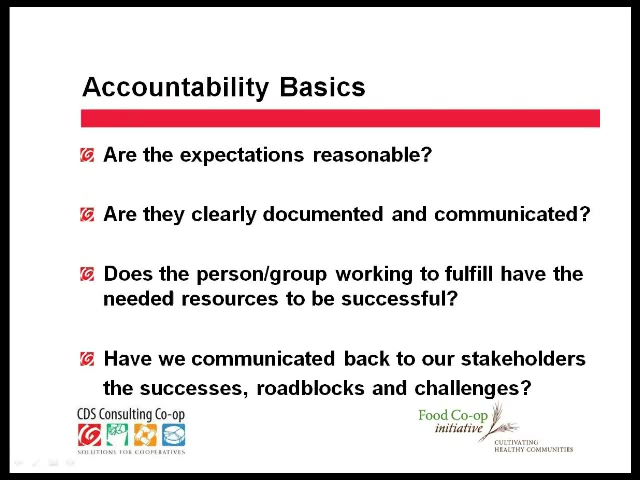 Accountability Basics
Are the expectations reasonable?
Are they clearly documented and communicated?
Does the person/group working to fulfill have the
needed resources to be successful?
Have we communicated back to our stakeholders
the successes, roadblocks and challenges?
CDS Consulting Co-op
SOLUTIONS FOR COOPERATIVES
Food Co-op
initiative
CULTIVATING
HEALTHY COMMUNITIES